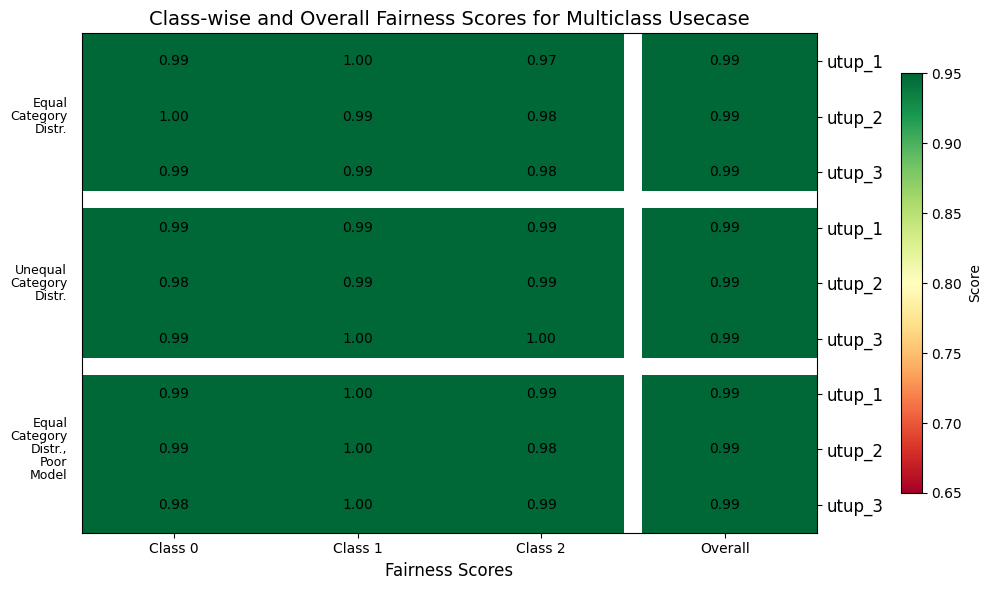 Class-wise and Overall Fairness Scores for Multiclass Usecase
Equal
Category
Distr.
0.99 1.00 0.97 0.99 utup_1
1.00 0.99 0.98 0.99 utup_2
0.99 0.99 0.98 0.99 utup_3
Unequal
Category
Distr.
0.99 0.99 0.99 0.99 utup_1
0.98 0.99 0.99 0.99 utup_2
0.99 1.00 1.00 0.99 utup_3
Equal
Category
Distr.,
Poor
Model
0.99 1.00 0.99 0.99 utup_1
0.99 1.00 0.98 0.99 utup_2
0.98 1.00 0.99 0.99 utup_3
Class 0 Class 1 Class 2 Overall
Fairness Scores
0.95
0.90
0.85
0.80
0.75
0.70
0.65
Score